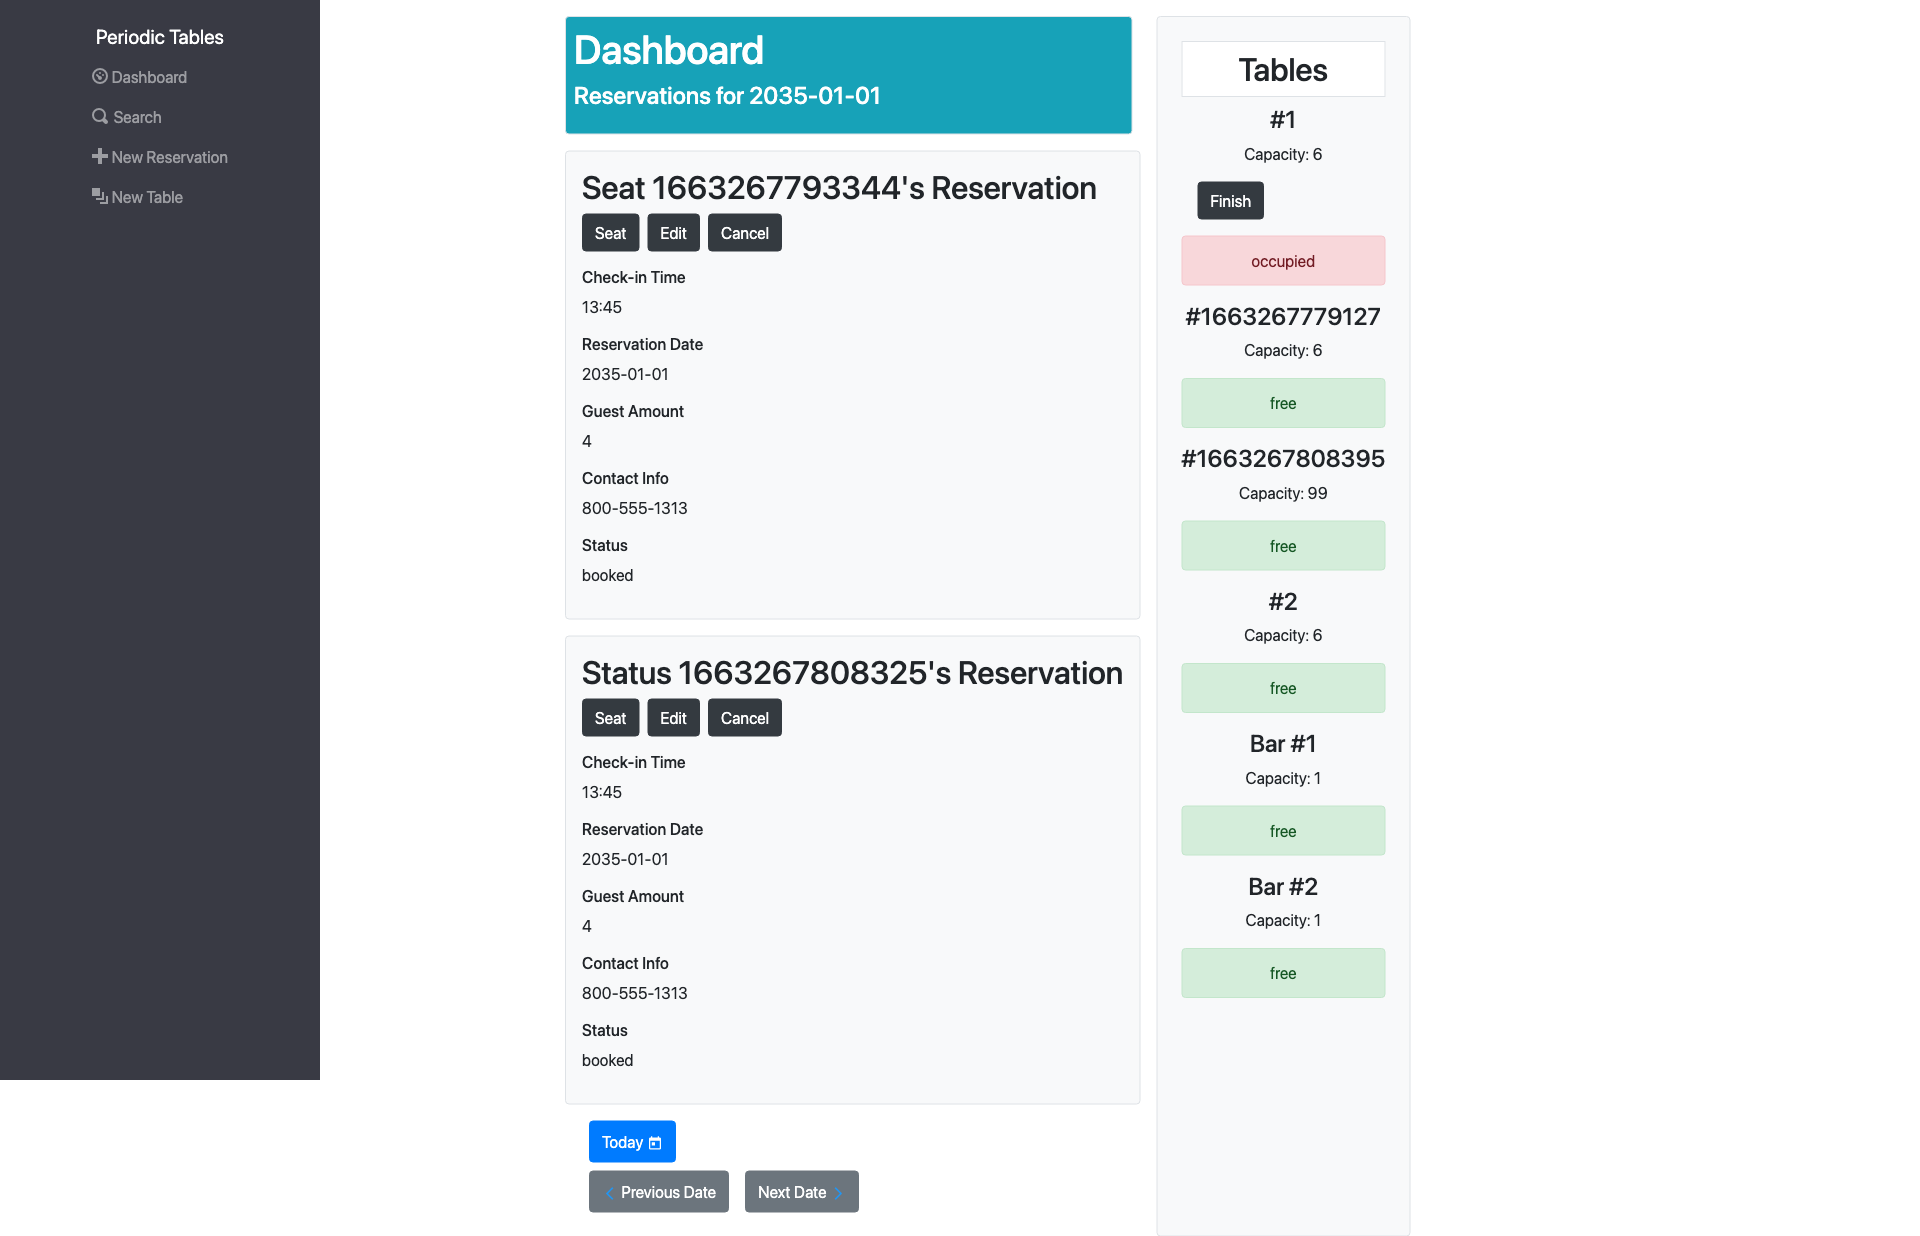 Periodic Tables
Dashboard
Search
New Reservation
New Table
Dashboard
Reservations for 2035-01-01
Seat 1663267793344's Reservation
Seat Edit Cancel
Check-in Time
13:45
Reservation Date
2035-01-01
Guest Amount
4
Contact Info
800-555-1313
Status
booked
Status 1663267808325's Reservation
Seat Edit Cancel
Check-in Time
13:45
Reservation Date
2035-01-01
Guest Amount
4
Contact Info
800-555-1313
Status
booked
Today
Previous Date Next Date
Tables
#1
Capacity: 6
Finish
occupied
#1663267779127
Capacity: 6
free
#1663267808395
Capacity: 99
free
#2
Capacity: 6
free
Bar #1
Capacity: 1
free
Bar #2
Capacity: 1
free